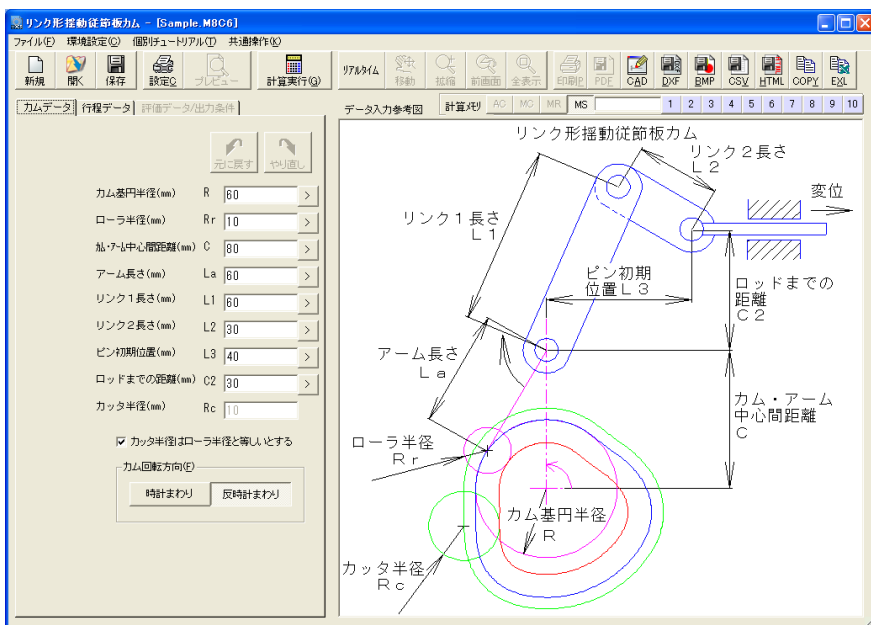 リンク形揺動従節板カム - [Sample.M8C6]
ファイル(F) 環境設定(C) 個別チュートリアル(T) 共通操作(K)
新規 開く 保存 設定C プレビュー 計算実行(G) リアルタイム 移動 拡縮 前画面 全表示 印刷P PDF CAD DXF BMP CSV HTML COPY EXL
カムデータ 行程データ 評価データ/出力条件
データ入力参考図 計算メモリ AC MC MR MS 1 2 3 4 5 6 7 8 9 10
元に戻す やり直し
カム基円半径(mm) R 60 >
ローラ半径(mm) Rr 10 >
カム・アーム中心間距離(mm) C 80 >
アーム長さ(mm) La 60 >
リンク1長さ(mm) L1 60 >
リンク2長さ(mm) L2 30 >
ピン初期位置(mm) L3 40 >
ロッドまでの距離(mm) C2 30 >
カッタ半径(mm) Rc 10
カッタ半径はローラ半径と等しいとする
カム回転方向(F)
時計まわり 反時計まわり
リンク形揺動従節板カム
リンク2長さ
L2
変位
リンク1長さ
L1
ピン初期
位置L3
ロッドまでの
距離
C2
アーム長さ
La
カム・アーム
中心間距離
C
ローラ半径
Rr
カム基円半径
R
カッタ半径
Rc